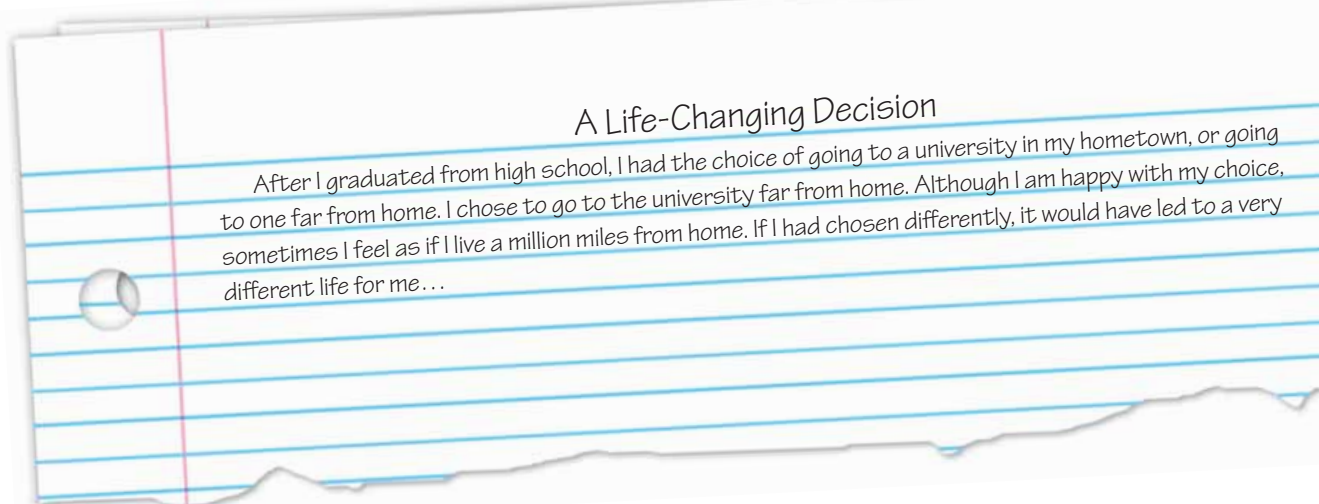 A Life-Changing Decision
After I graduated from high school, I had the choice of going to a university in my hometown, or going
to one far from home. I chose to go to the university far from home. Although I am happy with my choice,
sometimes I feel as if I live a million miles from home. If I had chosen differently, it would have led to a very
different life for me...